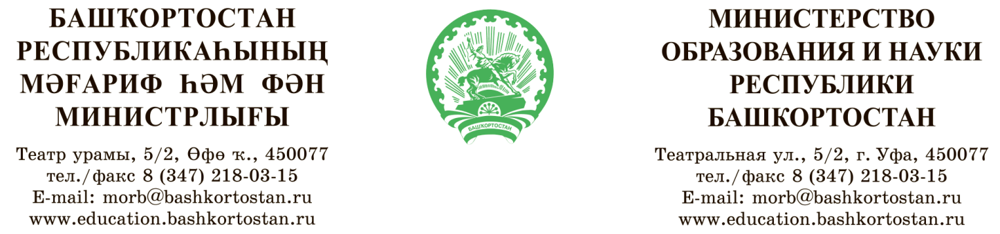 БАШҠОРТОСТАН
РЕСПУБЛИКАҺЫНЫҢ
МӘҒАРИФ ҺӘМ ФӘН
МИНИСТРЛЫҒЫ
Театр урамы, 5/2, Өфө ҡ., 450077
тел./факс 8 (347) 218-03-15
E-mail: morb@bashkortostan.ru
www.education.bashkortostan.ru
БАШҠОРТОСТАН
МИНИСТЕРСТВО
ОБРАЗОВАНИЯ И НАУКИ
РЕСПУБЛИКИ
БАШКОРТОСТАН
Театральная ул., 5/2, г. Уфа, 450077
тел./факс 8 (347) 218-03-15
E-mail: morb@bashkortostan.ru
www.education.bashkortostan.ru